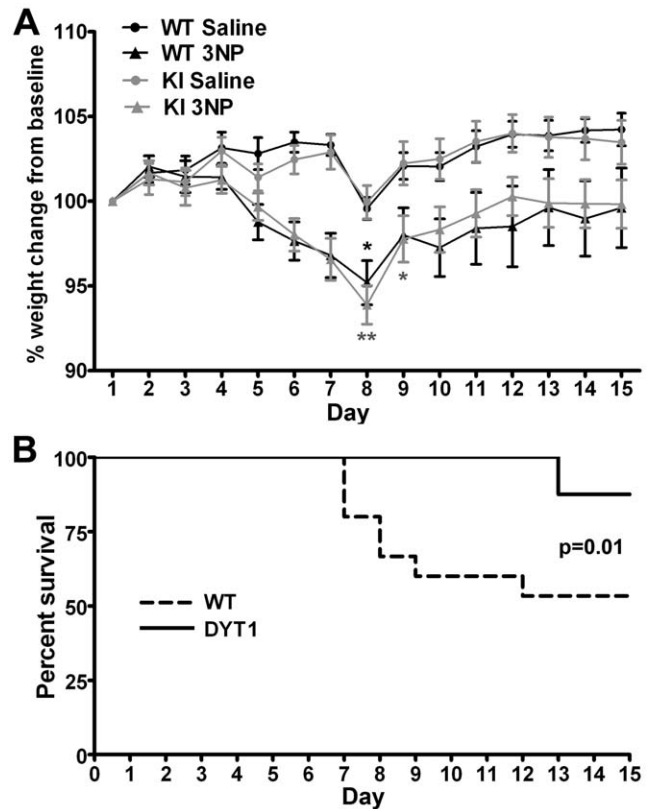 A
WT Saline
WT 3NP
KI Saline
KI 3NP
% weight change from baseline
110
105
100
95
90
*
**
*
1 2 3 4 5 6 7 8 9 10 11 12 13 14 15
Day
B
Percent survival
100
75
50
25
0
WT
DYT1
p=0.01
0 1 2 3 4 5 6 7 8 9 10 11 12 13 14 15
Day